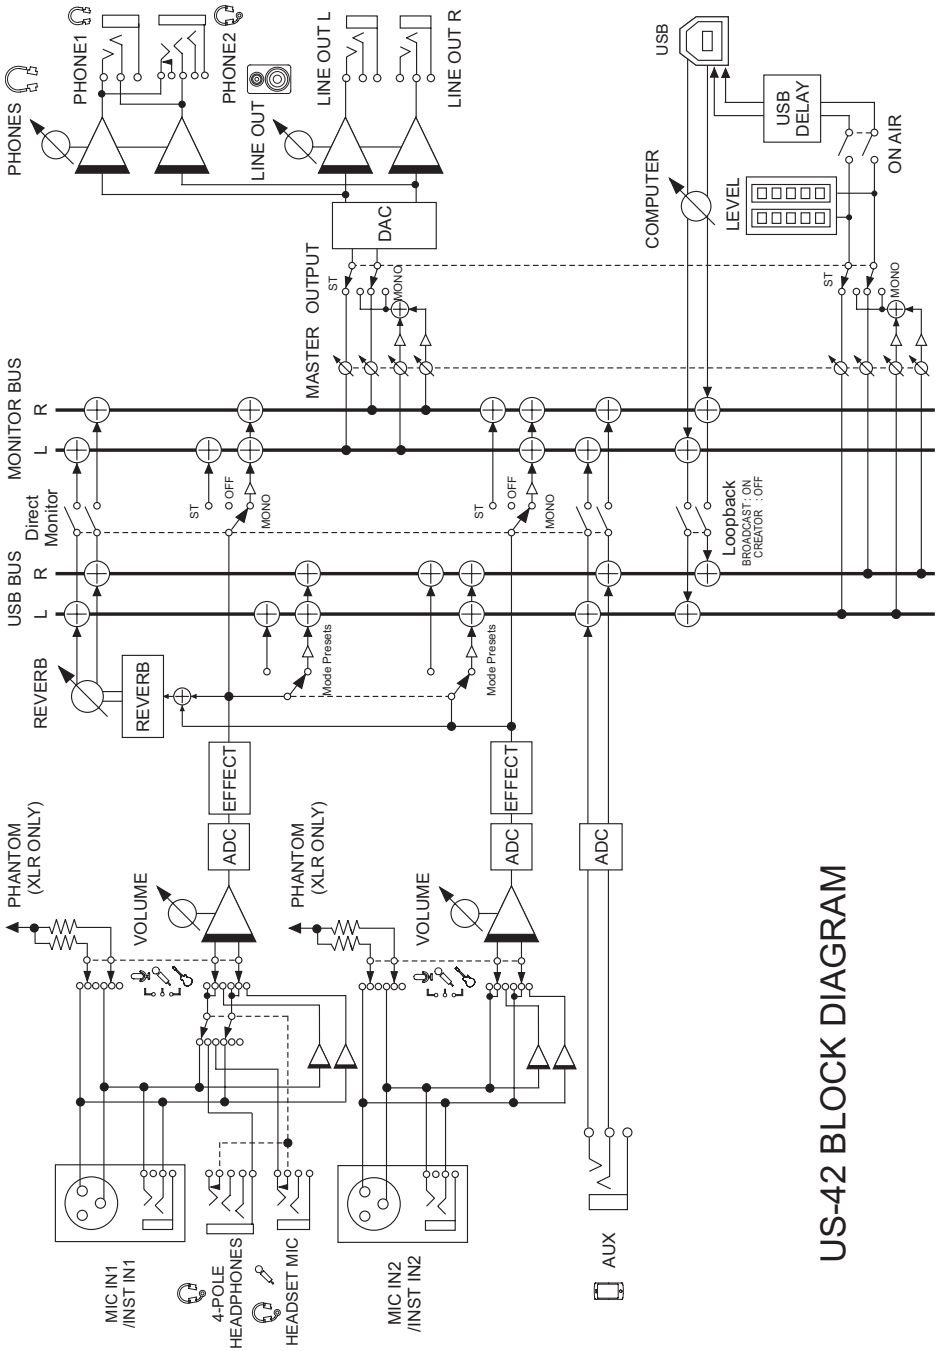 MIC IN1
/INST IN1
4-POLE
HEADPHONES
HEADSET MIC
MIC IN2
/INST IN2
AUX
PHANTOM
(XLR ONLY)
VOLUME
ADC
EFFECT
PHANTOM
(XLR ONLY)
VOLUME
ADC
EFFECT
ADC
REVERB
REVERB
Mode Presets
Mode Presets
USB BUS
L
R
Direct
Monitor
ST
OFF
MONO
ST
OFF
MONO
Loopback
BROADCAST : ON
CREATOR : OFF
MONITOR BUS
L
R
MASTER OUTPUT
ST
MONO
ST
MONO
DAC
COMPUTER
LEVEL
ON AIR
USB
DELAY
USB
PHONES
PHONE1
PHONE2
LINE OUT
LINE OUT L
LINE OUT R
US-42 BLOCK DIAGRAM